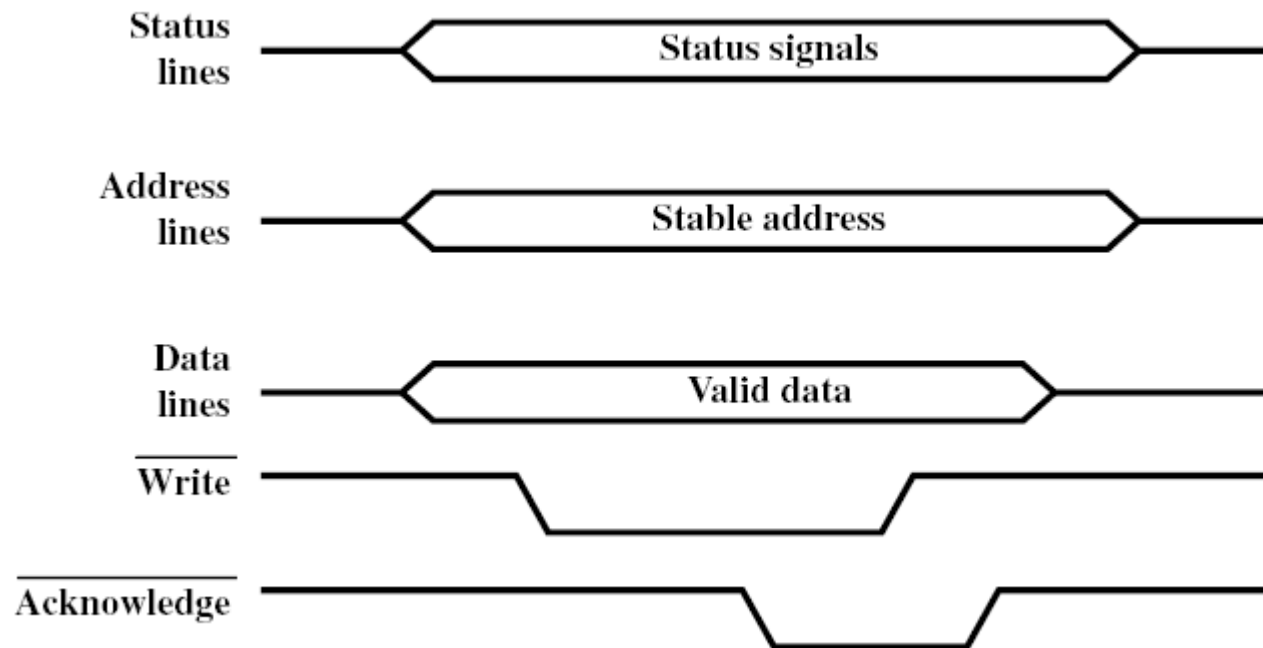 Status
lines
Status signals
Address
lines
Stable address
Data
lines
Valid data
Write
Acknowledge